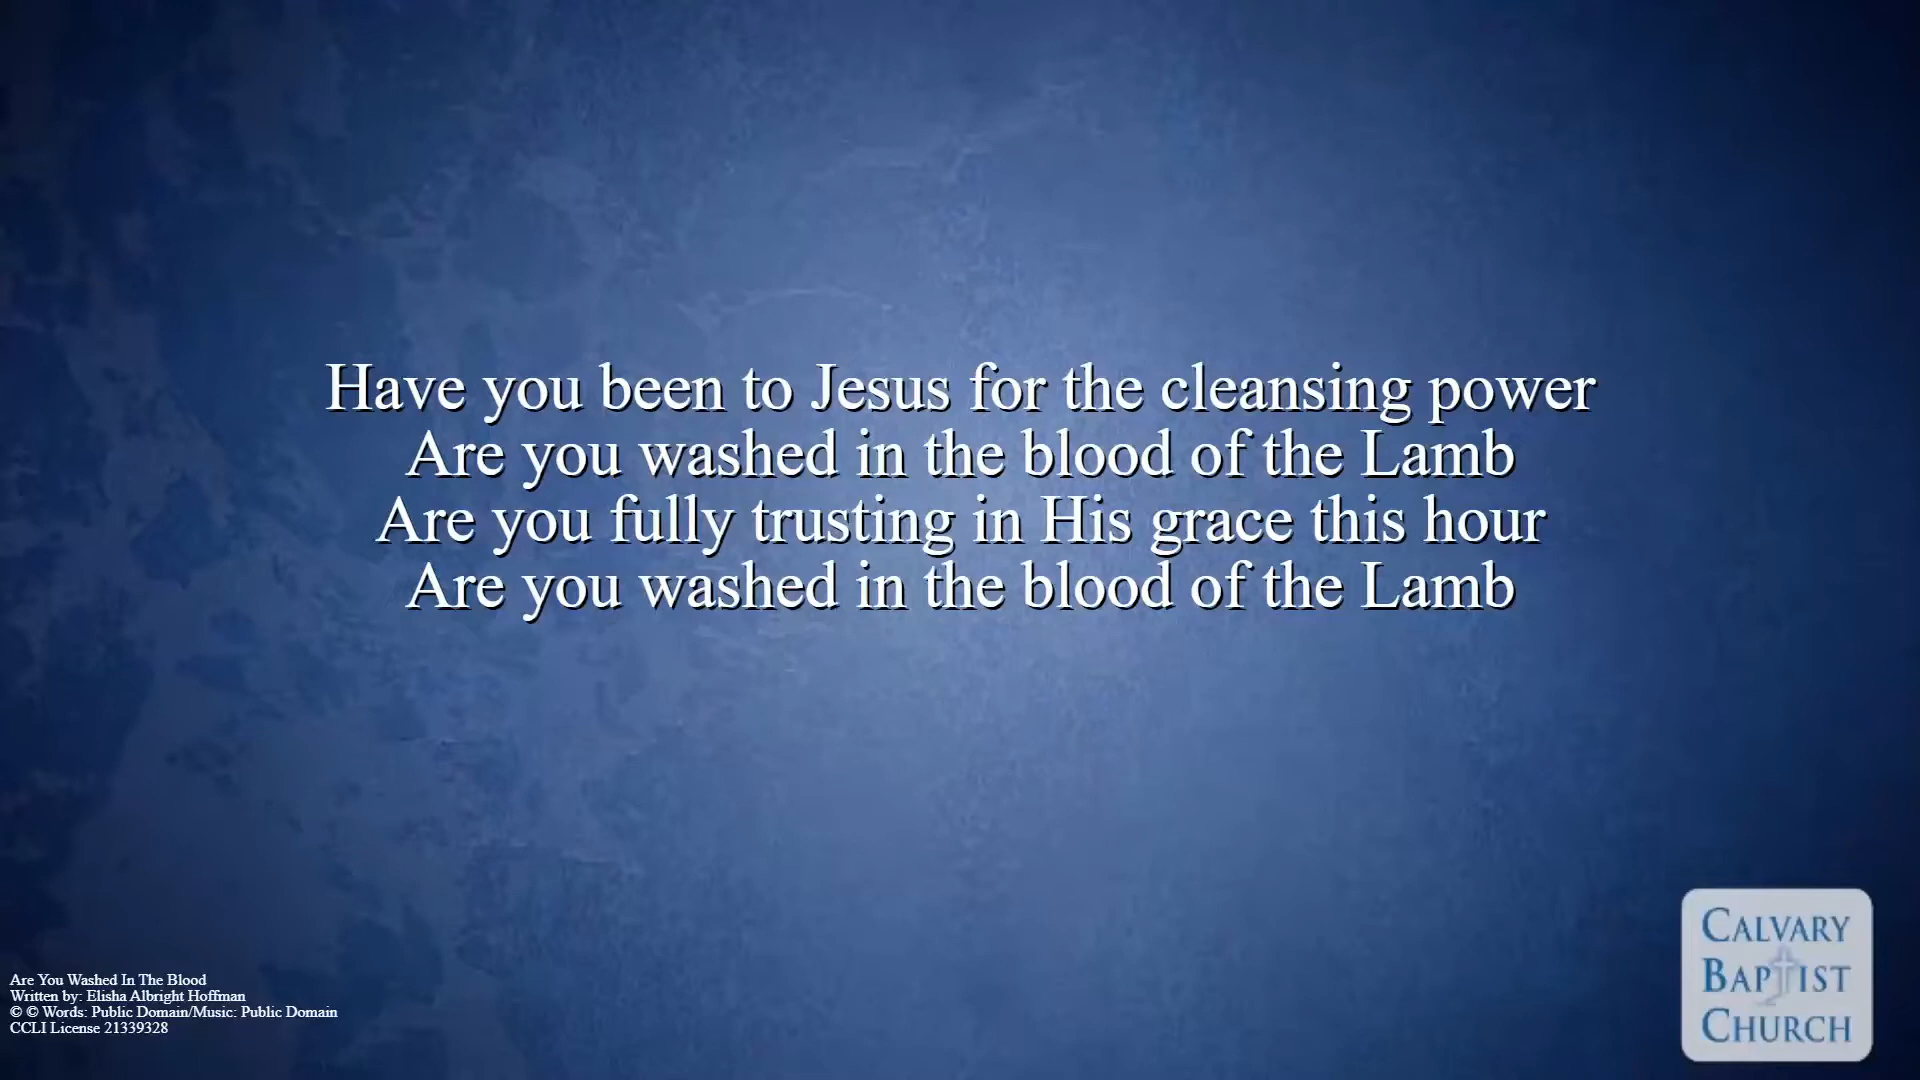 Have you been to Jesus for the cleansing power
Are you washed in the blood of the Lamb
Are you fully trusting in His grace this hour
Are you washed in the blood of the Lamb
Are You Washed In The Blood
Written by: Elisha Albright Hoffman
© © Words: Public Domain/Music: Public Domain
CCLI License 21339328
CALVARY
BAPTIST
CHURCH